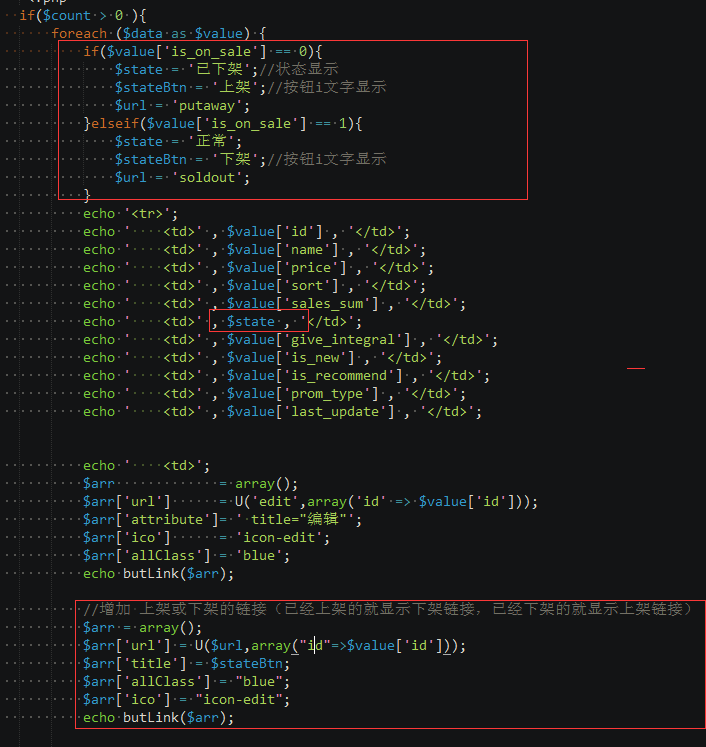 <?php
if($count > 0 ){
foreach ($data as $value) {
if($value['is_on_sale'] == 0){
$state = '已下架';//状态显示
$stateBtn = '上架';//按钮i文字显示
$url = 'putaway';
}elseif($value['is_on_sale'] == 1){
$state = '正常';
$stateBtn = '下架';//按钮i文字显示
$url = 'soldout';
}
echo '<tr>';
echo '    <td>' , $value['id'] , '</td>';
echo '    <td>' , $value['name'] , '</td>';
echo '    <td>' , $value['price'] , '</td>';
echo '    <td>' , $value['sort'] , '</td>';
echo '    <td>' , $value['sales_sum'] , '</td>';
echo '    <td>' , $state , '</td>';
echo '    <td>' , $value['give_integral'] , '</td>';
echo '    <td>' , $value['is_new'] , '</td>';
echo '    <td>' , $value['is_recommend'] , '</td>';
echo '    <td>' , $value['prom_type'] , '</td>';
echo '    <td>' , $value['last_update'] , '</td>';
echo '    <td>';
$arr             = array();
$arr['url']      = U('edit',array('id' => $value['id']));
$arr['attribute']= ' title="编辑"';
$arr['ico']      = 'icon-edit';
$arr['allClass'] = 'blue';
echo butLink($arr);
//增加 上架或下架的链接（已经上架的就显示下架链接，已经下架的就显示上架链接）
$arr = array();
$arr['url'] = U($url,array("id"=>$value['id']));
$arr['title'] = $stateBtn;
$arr['allClass'] = "blue";
$arr['ico'] = "icon-edit";
echo butLink($arr);